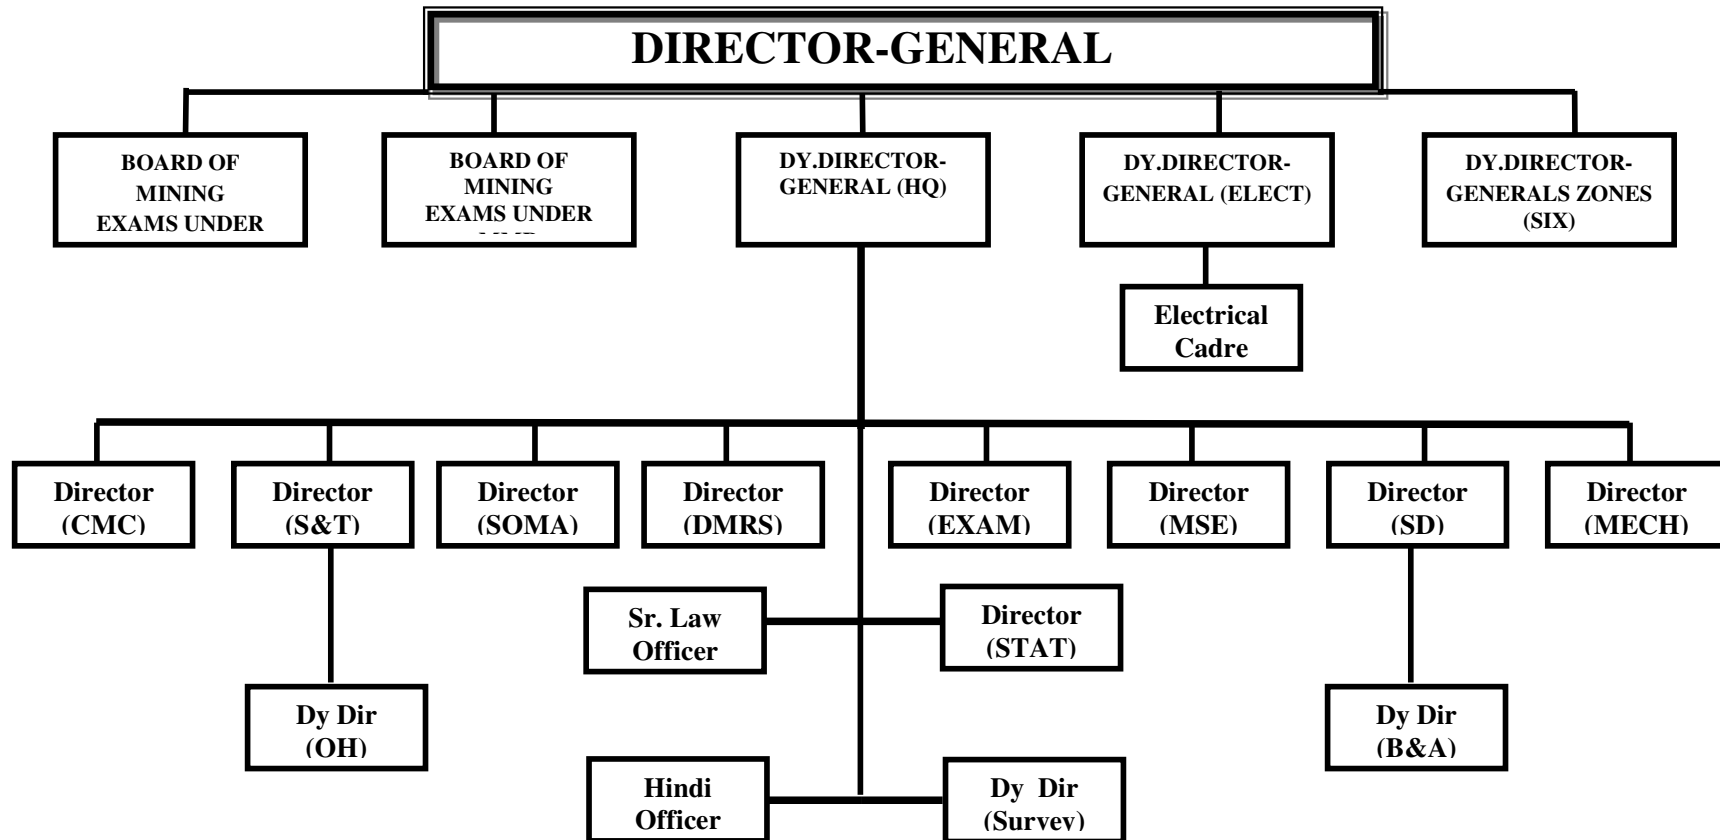 DIRECTOR-GENERAL
BOARD OF
MINING
EXAMS UNDER
BOARD OF
MINING
EXAMS UNDER
DY.DIRECTOR-
GENERAL (HQ)
DY.DIRECTOR-
GENERAL (ELECT)
DY.DIRECTOR-
GENERALS ZONES
(SIX)
Electrical
Cadre
Director
(CMC)
Director
(S&T)
Director
(SOMA)
Director
(DMRS)
Director
(EXAM)
Director
(MSE)
Director
(SD)
Director
(MECH)
Sr. Law
Officer
Director
(STAT)
Dy Dir
(OH)
Dy Dir
(B&A)
Hindi
Officer
Dy Dir
(Survey)